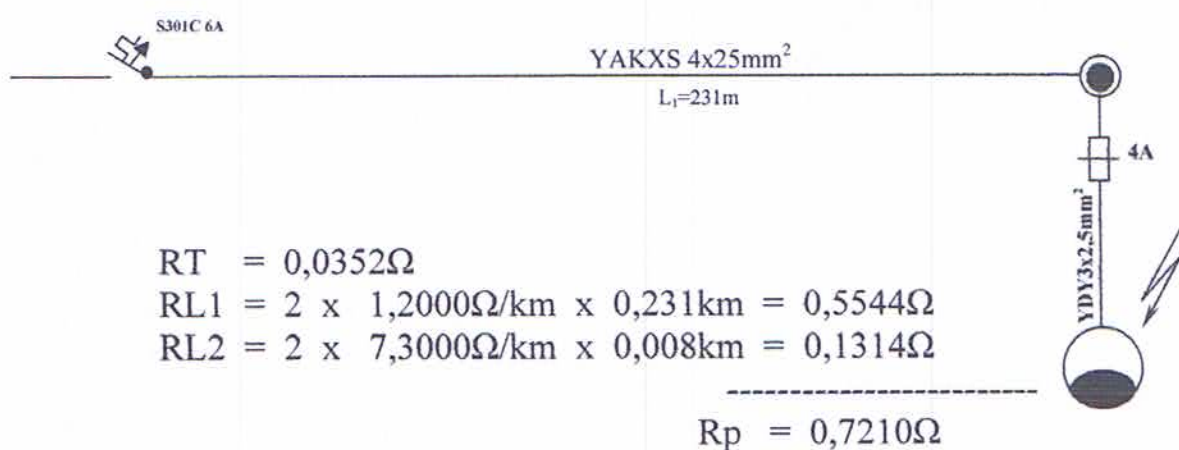 S301C 6A
YAKXS 4x25mm²
L₁=231m
4A
YDY3x2,5mm²
RT = 0,0352Ω
RL1 = 2 x 1,2000Ω/km x 0,231km = 0,5544Ω
RL2 = 2 x 7,3000Ω/km x 0,008km = 0,1314Ω
Rp = 0,7210Ω